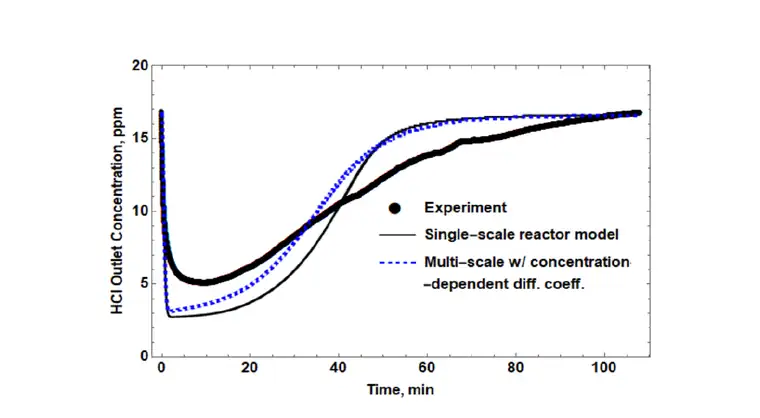 20
15
10
5
0
HCl Outlet Concentration, ppm
Experiment
Single-scale reactor model
Multi-scale w/ concentration
-dependent diff. coeff.
0 20 40 60 80 100
Time, min